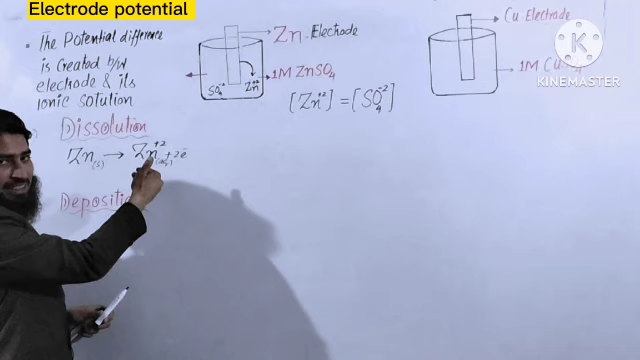 Electrode potential
The Potential difference
is Created b/w
electrode & its
Ionic solution
Zn Electrode
1M ZnSO4
SO4-2
Zn+2
[Zn+2] = [SO4-2]
Cu Electrode
1M
KINEMASTER
Dissolution
Zn(s) → Zn+2(aq) + 2e-